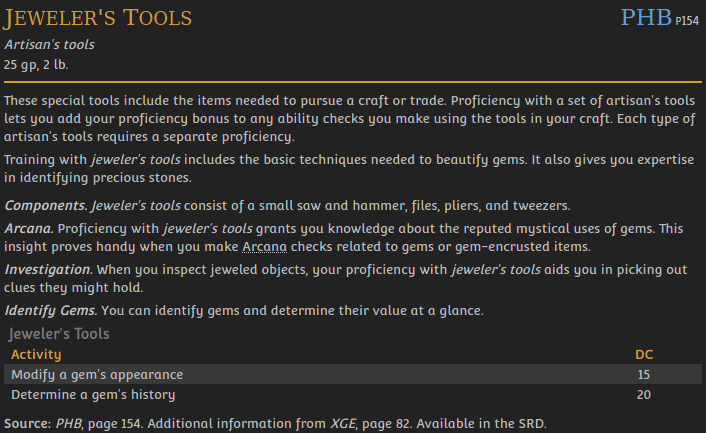 Jeweler's Tools PHB P154
Artisan's tools
25 gp, 2 lb.
These special tools include the items needed to pursue a craft or trade. Proficiency with a set of artisan's tools
lets you add your proficiency bonus to any ability checks you make using the tools in your craft. Each type of
artisan's tools requires a separate proficiency.
Training with jeweler's tools includes the basic techniques needed to beautify gems. It also gives you expertise
in identifying precious stones.
Components. Jeweler's tools consist of a small saw and hammer, files, pliers, and tweezers.
Arcana. Proficiency with jeweler's tools grants you knowledge about the reputed mystical uses of gems. This
insight proves handy when you make Arcana checks related to gems or gem-encrusted items.
Investigation. When you inspect jeweled objects, your proficiency with jeweler's tools aids you in picking out
clues they might hold.
Identify Gems. You can identify gems and determine their value at a glance.
Jeweler's Tools
Activity DC
Modify a gem's appearance 15
Determine a gem's history 20
Source: PHB, page 154. Additional information from XGE, page 82. Available in the SRD.